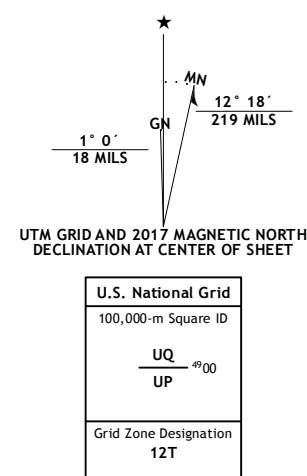 ★
MN
GN
12° 18´
219 MILS
1° 0´
18 MILS
UTM GRID AND 2017 MAGNETIC NORTH
DECLINATION AT CENTER OF SHEET
U.S. National Grid
100,000-m Square ID
UQ
UP
⁴⁹00
Grid Zone Designation
12T